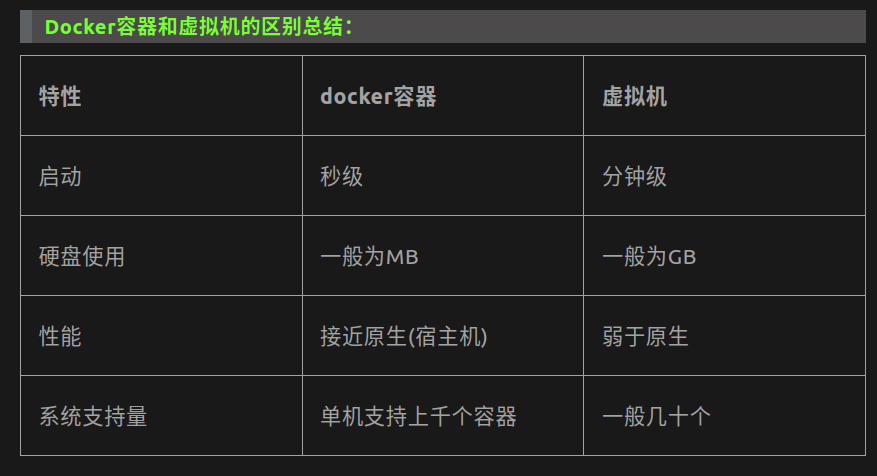 Docker容器和虚拟机的区别总结：
特性 docker容器 虚拟机
启动 秒级 分钟级
硬盘使用 一般为MB 一般为GB
性能 接近原生(宿主机) 弱于原生
系统支持量 单机支持上千个容器 一般几十个